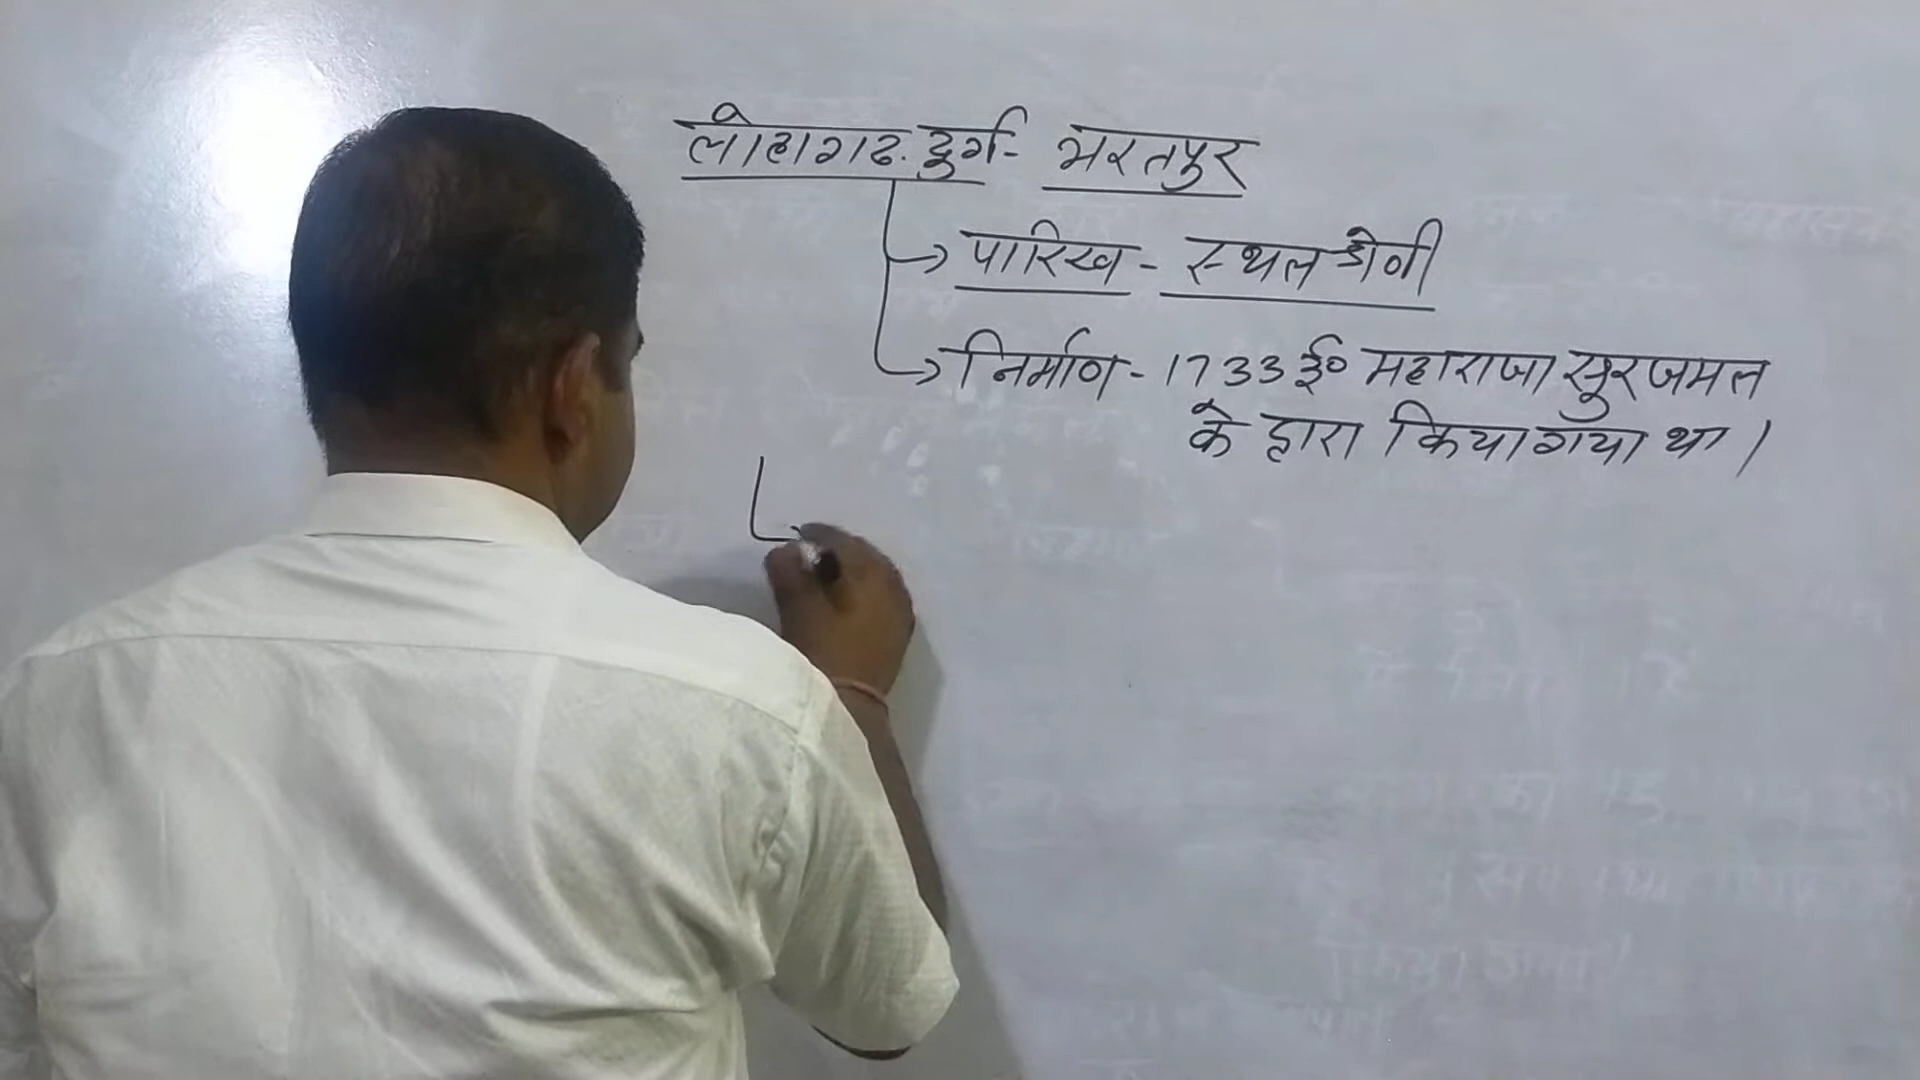 लोहागढ. दुर्ग - भरतपुर
पारिख - स्थल श्रेणी
निर्माण - 1733 ई० महाराजा सूरजमल
के द्वारा किया गया था।